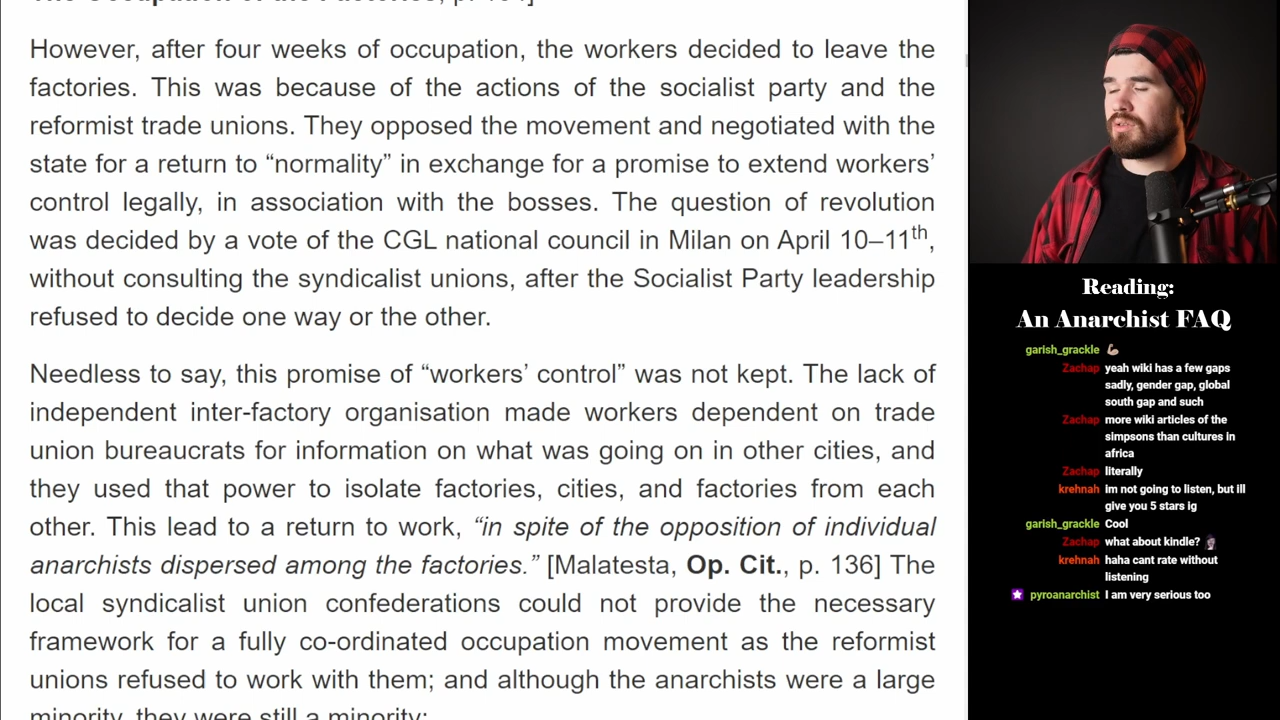 However, after four weeks of occupation, the workers decided to leave the
factories. This was because of the actions of the socialist party and the
reformist trade unions. They opposed the movement and negotiated with the
state for a return to “normality” in exchange for a promise to extend workers’
control legally, in association with the bosses. The question of revolution
was decided by a vote of the CGL national council in Milan on April 10–11th,
without consulting the syndicalist unions, after the Socialist Party leadership
refused to decide one way or the other.
Needless to say, this promise of “workers’ control” was not kept. The lack of
independent inter-factory organisation made workers dependent on trade
union bureaucrats for information on what was going on in other cities, and
they used that power to isolate factories, cities, and factories from each
other. This lead to a return to work, “in spite of the opposition of individual
anarchists dispersed among the factories.” [Malatesta, Op. Cit., p. 136] The
local syndicalist union confederations could not provide the necessary
framework for a fully co-ordinated occupation movement as the reformist
unions refused to work with them; and although the anarchists were a large
minority, they were still a minority:
Reading:
An Anarchist FAQ
garish_grackle 💪
Zachap yeah wiki has a few gaps
sadly, gender gap, global
south gap and such
Zachap more wiki articles of the
simpsons than cultures in
africa
Zachap literally
krehnah im not going to listen, but ill
give you 5 stars ig
garish_grackle Cool
Zachap what about kindle?
krehnah haha cant rate without
listening
pyroanarchist I am very serious too